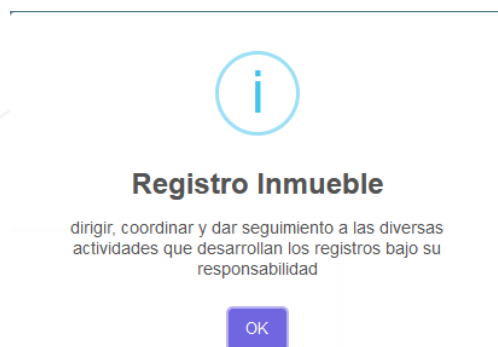 i
Registro Inmueble
dirigir, coordinar y dar seguimiento a las diversas
actividades que desarrollan los registros bajo su
responsabilidad
OK